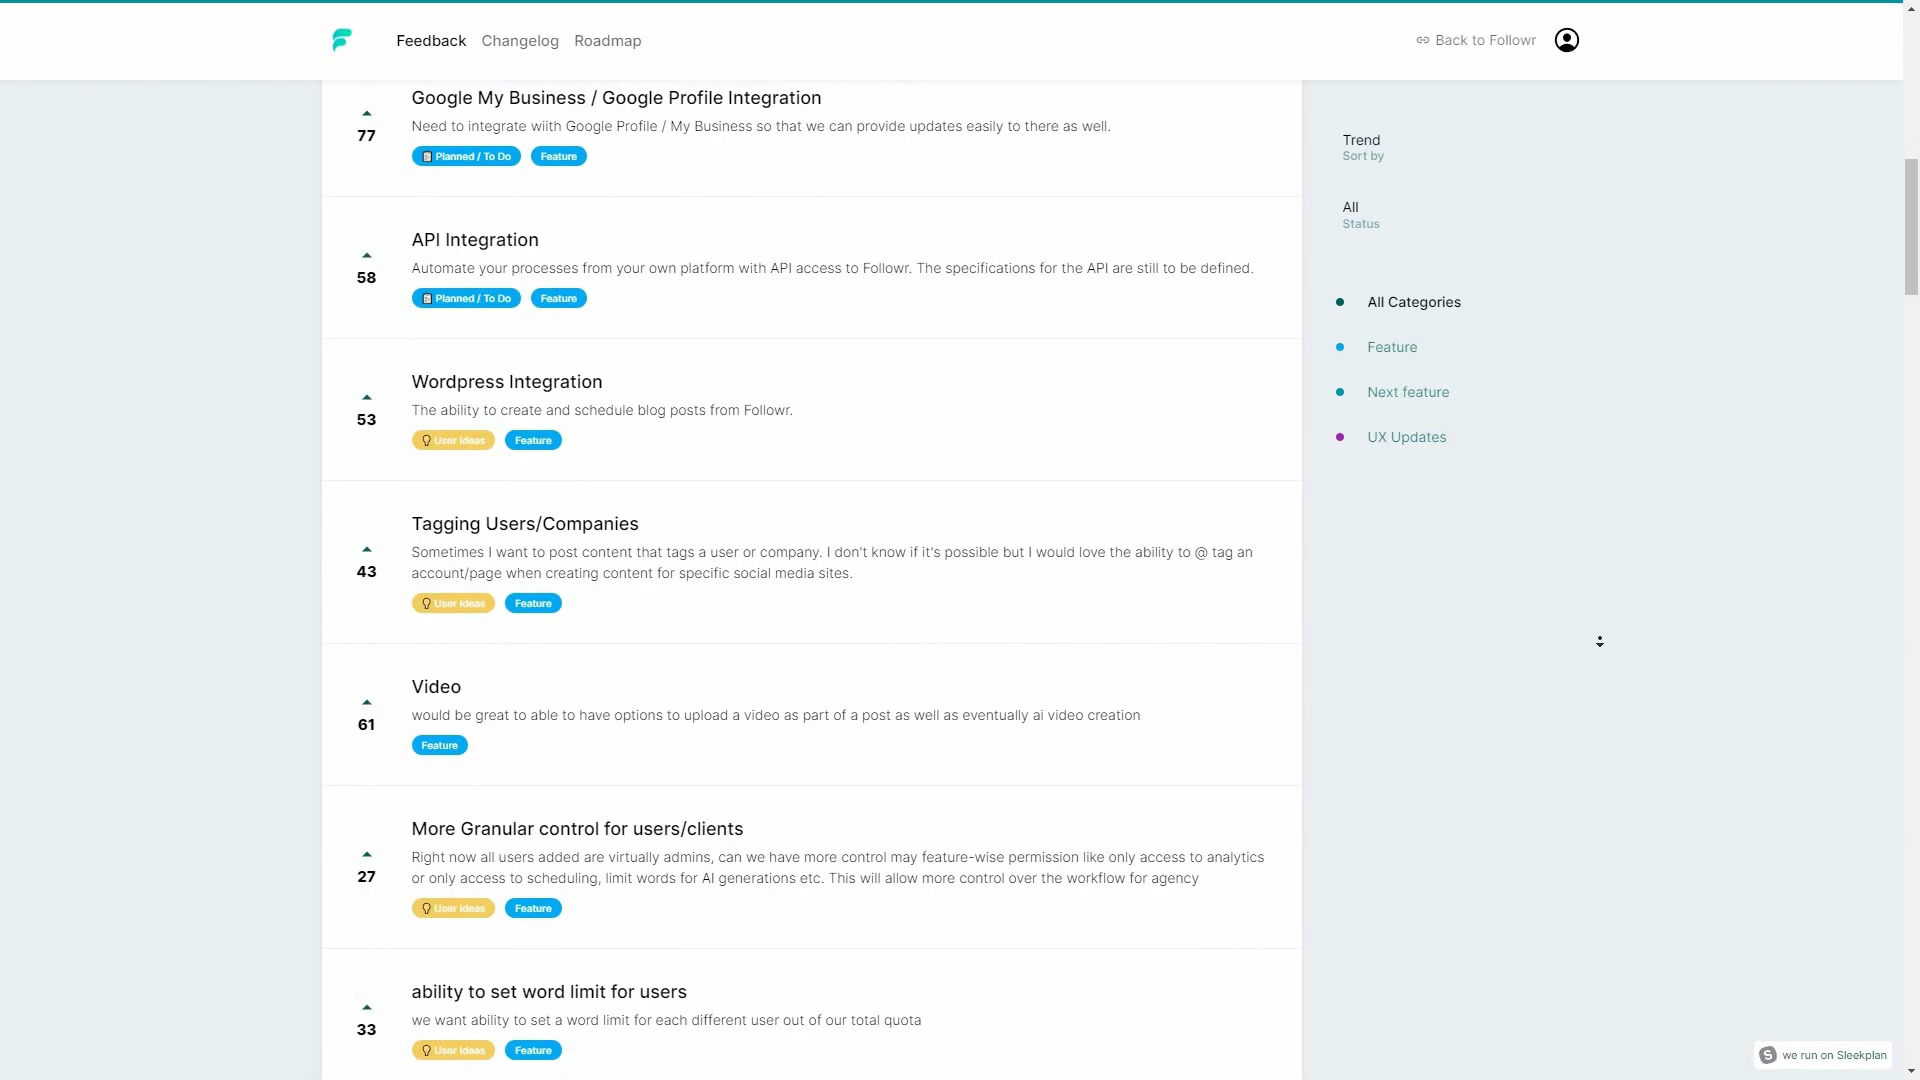 Feedback Changelog Roadmap
Back to Followr
Google My Business / Google Profile Integration
77
Need to integrate wiith Google Profile / My Business so that we can provide updates easily to there as well.
Planned / To Do Feature
API Integration
58
Automate your processes from your own platform with API access to Followr. The specifications for the API are still to be defined.
Planned / To Do Feature
Wordpress Integration
53
The ability to create and schedule blog posts from Followr.
User Ideas Feature
Tagging Users/Companies
43
Sometimes I want to post content that tags a user or company. I don't know if it's possible but I would love the ability to @ tag an
account/page when creating content for specific social media sites.
User Ideas Feature
Video
61
would be great to able to have options to upload a video as part of a post as well as eventually ai video creation
Feature
More Granular control for users/clients
27
Right now all users added are virtually admins, can we have more control may feature-wise permission like only access to analytics
or only access to scheduling, limit words for AI generations etc. This will allow more control over the workflow for agency
User Ideas Feature
ability to set word limit for users
33
we want ability to set a word limit for each different user out of our total quota
User Ideas Feature
Trend
Sort by
All
Status
All Categories
Feature
Next feature
UX Updates
S we run on Sleekplan